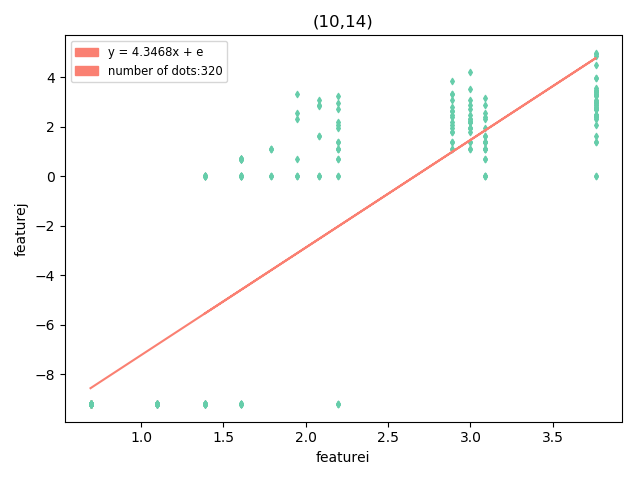 (10,14)
y = 4.3468x + e
number of dots:320
4
2
0
−2
−4
−6
−8
featurej
1.0 1.5 2.0 2.5 3.0 3.5
featurei